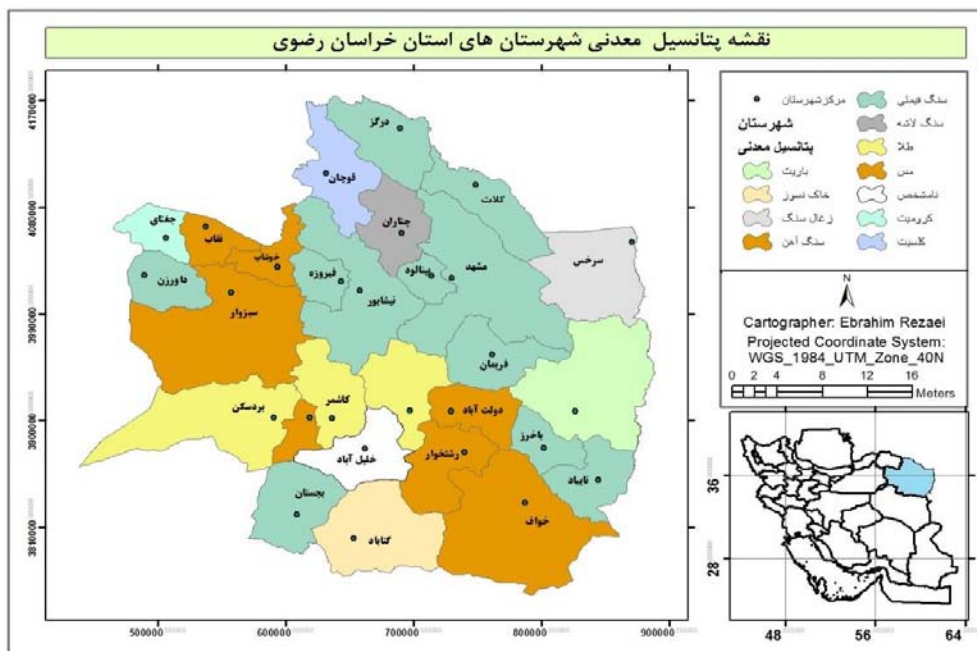 نقشه پتانسیل معدنی شهرستان های استان خراسان رضوی
4170000
4080000
3990000
3900000
3810000
500000
600000
700000
800000
900000
درگز
قوچان
کلات
چناران
جغتای
نقاب
خوشاب
داورزن
سبزوار
فیروزه
نیشابور
بینالود
مشهد
سرخس
فریمان
کاشمر
بردسکن
دولت آباد
خلیل آباد
رشتخوار
باخرز
تایباد
بجستان
گناباد
خواف
مرکزشهرستان
شهرستان
پتانسیل معدنی
باریت
خاک نسوز
زغال سنگ
سنگ آهن
سنگ قیمتی
سنگ لاشه
طلا
مس
نامشخص
کرومیت
کلسیت
N
Cartographer: Ebrahim Rezaei
Projected Coordinate System:
WGS_1984_UTM_Zone_40N
0 2 4 8 12 16
Meters
36
28
48
56
64